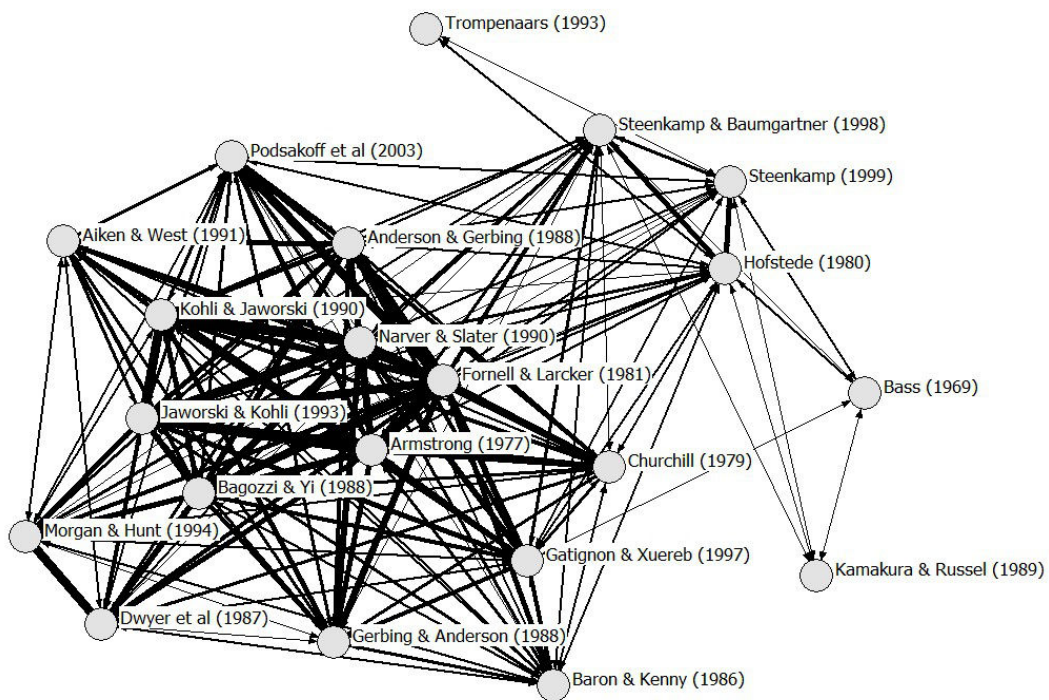 Trompenaars (1993)
Steenkamp & Baumgartner (1998)
Podsakoff et al (2003)
Steenkamp (1999)
Aiken & West (1991)
Anderson & Gerbing (1988)
Hofstede (1980)
Kohli & Jaworski (1990)
Narver & Slater (1990)
Fornell & Larcker (1981)
Bass (1969)
Jaworski & Kohli (1993)
Armstrong (1977)
Churchill (1979)
Bagozzi & Yi (1988)
Morgan & Hunt (1994)
Gatignon & Xuereb (1997)
Kamakura & Russel (1989)
Dwyer et al (1987)
Gerbing & Anderson (1988)
Baron & Kenny (1986)